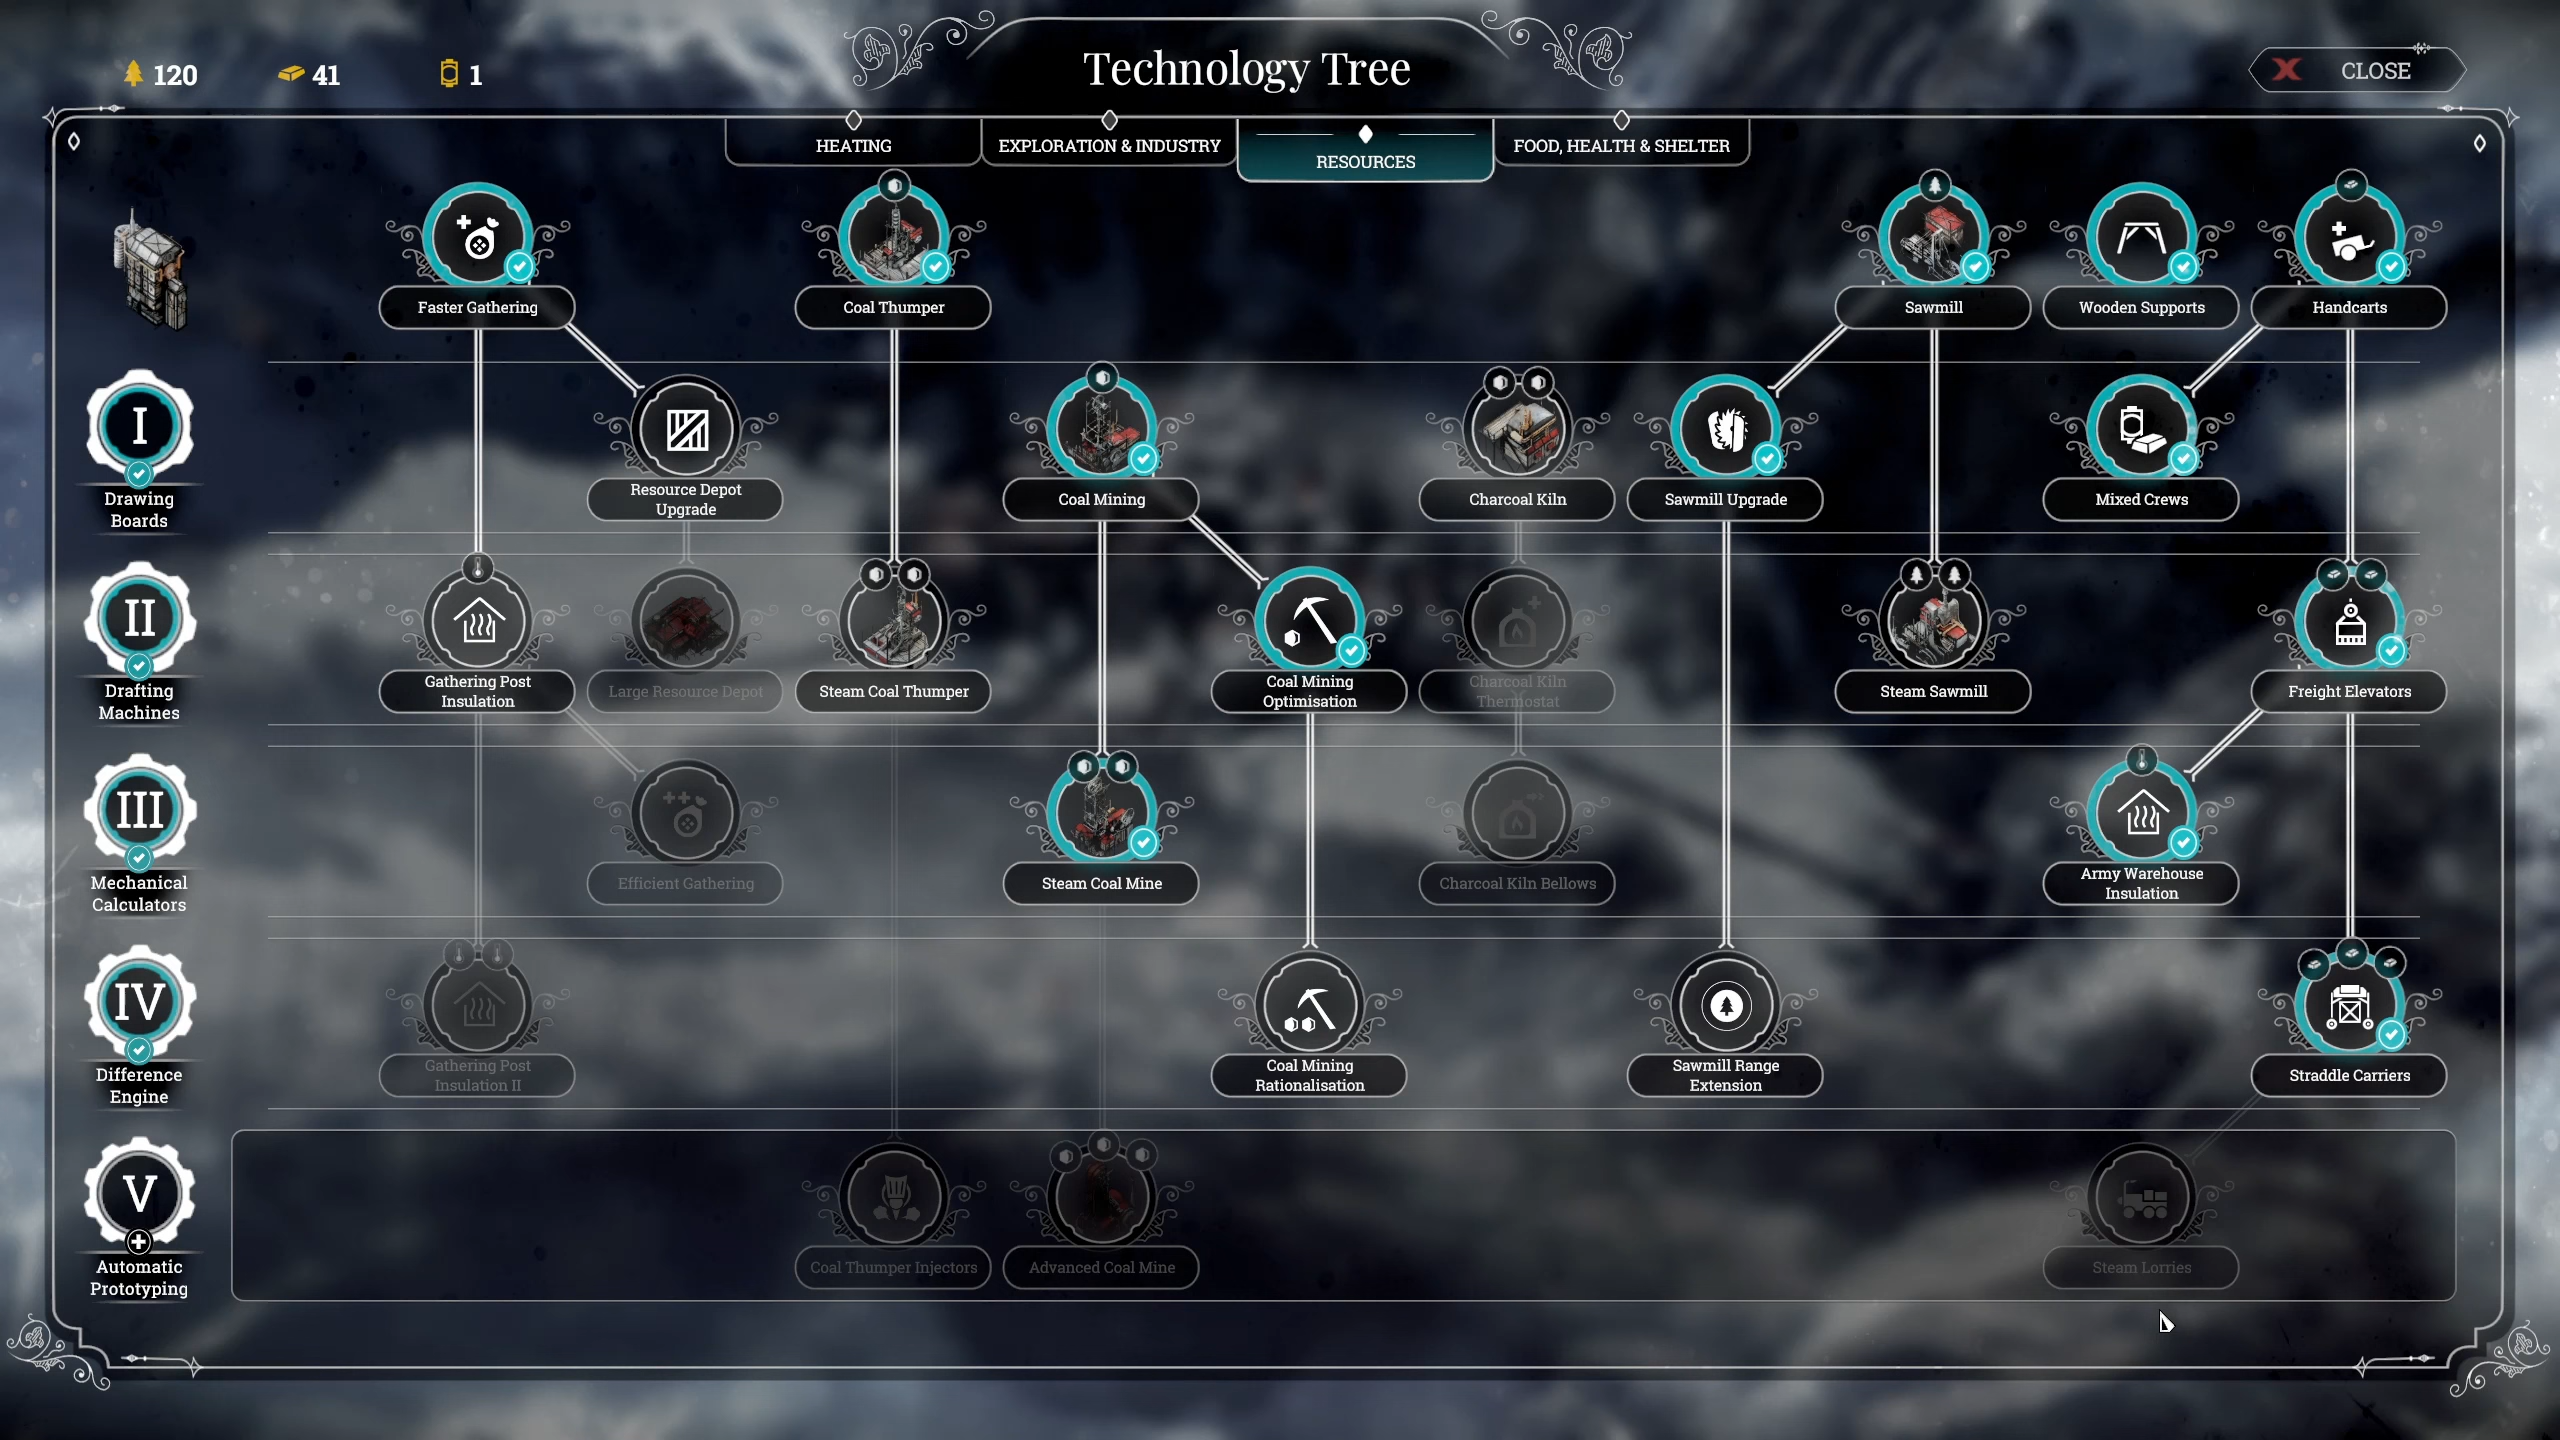 120
41
1
Technology Tree
CLOSE
HEATING
EXPLORATION & INDUSTRY
RESOURCES
FOOD, HEALTH & SHELTER
Faster Gathering
Coal Thumper
Sawmill
Wooden Supports
Handcarts
I
Drawing
Boards
Resource Depot
Upgrade
Coal Mining
Charcoal Kiln
Sawmill Upgrade
Mixed Crews
II
Drafting
Machines
Gathering Post
Insulation
Large Resource Depot
Steam Coal Thumper
Coal Mining
Optimisation
Charcoal Kiln
Thermostat
Steam Sawmill
Freight Elevators
III
Mechanical
Calculators
Efficient Gathering
Steam Coal Mine
Charcoal Kiln Bellows
Army Warehouse
Insulation
IV
Difference
Engine
Gathering Post
Insulation II
Coal Mining
Rationalisation
Sawmill Range
Extension
Straddle Carriers
V
Automatic
Prototyping
Coal Thumper Injectors
Advanced Coal Mine
Steam Lorries